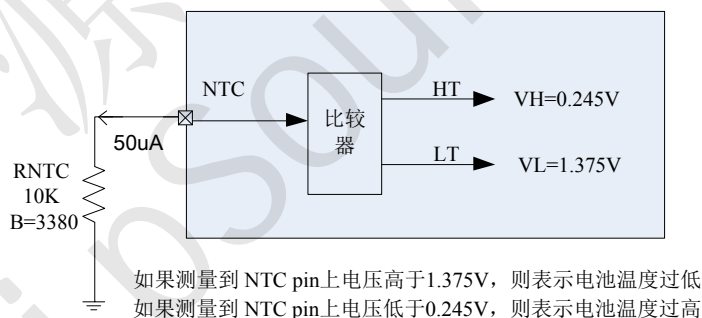 NTC
HT
VH=0.245V
比较
器
50uA
LT
VL=1.375V
RNTC
10K
B=3380
如果测量到 NTC pin上电压高于1.375V，则表示电池温度过低
如果测量到 NTC pin上电压低于0.245V，则表示电池温度过高